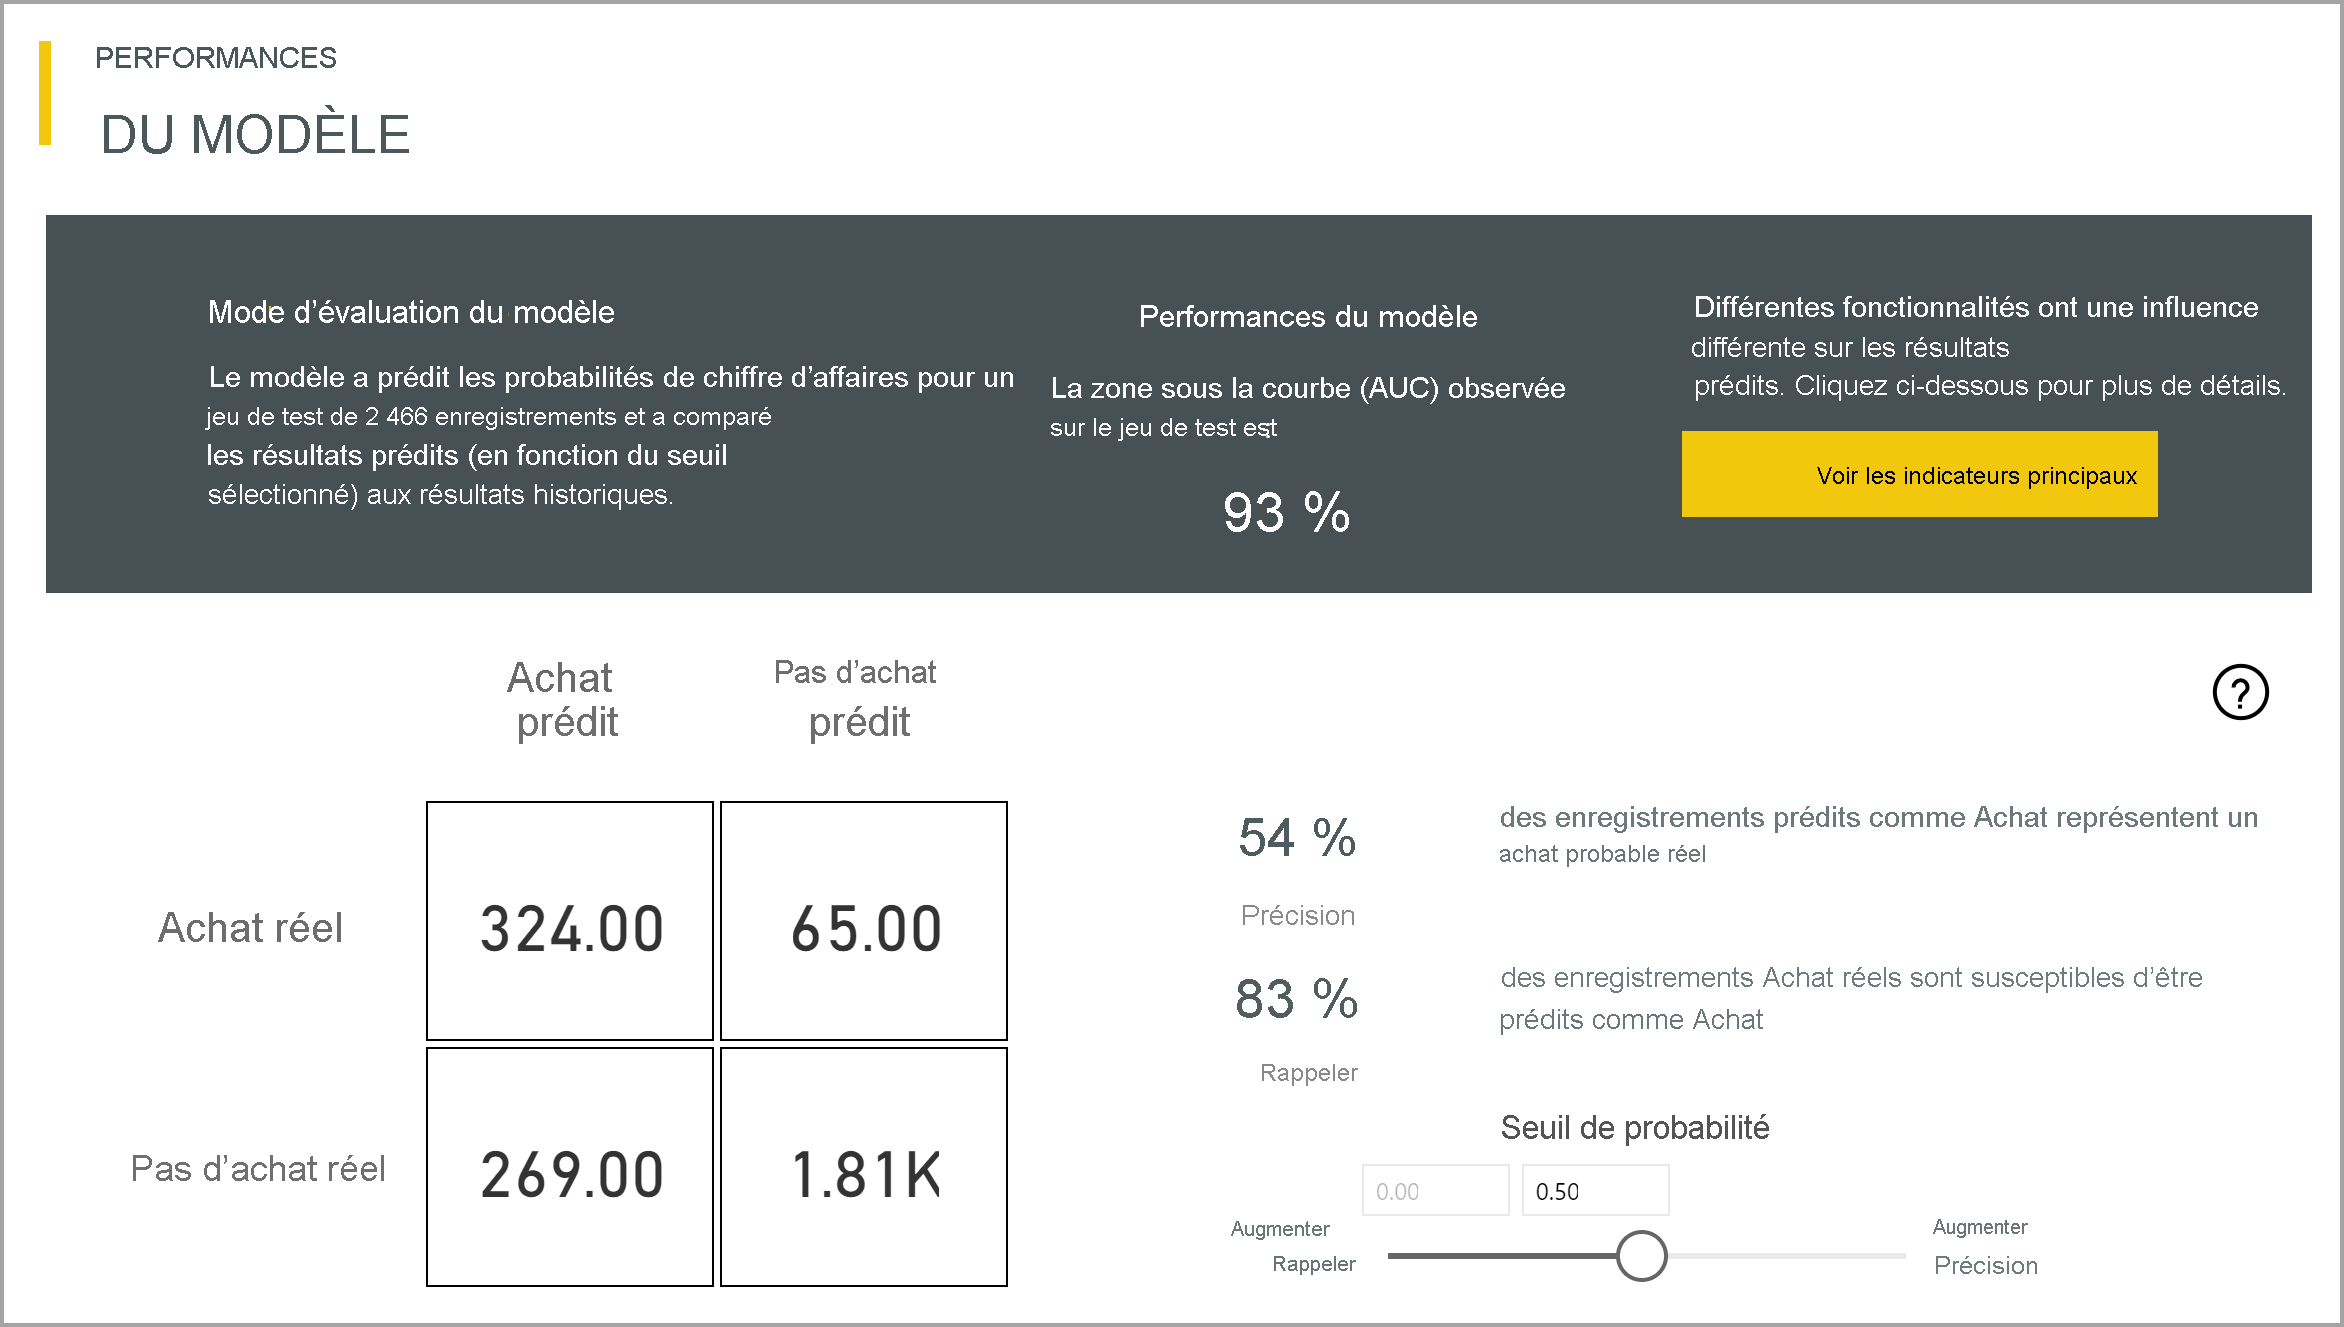 PERFORMANCES
DU MODÈLE
Mode d’évaluation du modèle
Le modèle a prédit les probabilités de chiffre d’affaires pour un
jeu de test de 2 466 enregistrements et a comparé
les résultats prédits (en fonction du seuil
sélectionné) aux résultats historiques.
Performances du modèle
La zone sous la courbe (AUC) observée
sur le jeu de test est
93 %
Différentes fonctionnalités ont une influence
différente sur les résultats
prédits. Cliquez ci-dessous pour plus de détails.
Voir les indicateurs principaux
Achat
prédit
Pas d’achat
prédit
?
Achat réel
324.00
65.00
Pas d’achat réel
269.00
1.81K
54 %
Précision
des enregistrements prédits comme Achat représentent un
achat probable réel
83 %
Rappeler
des enregistrements Achat réels sont susceptibles d’être
prédits comme Achat
Seuil de probabilité
0.00
0.50
Augmenter
Rappeler
Augmenter
Précision